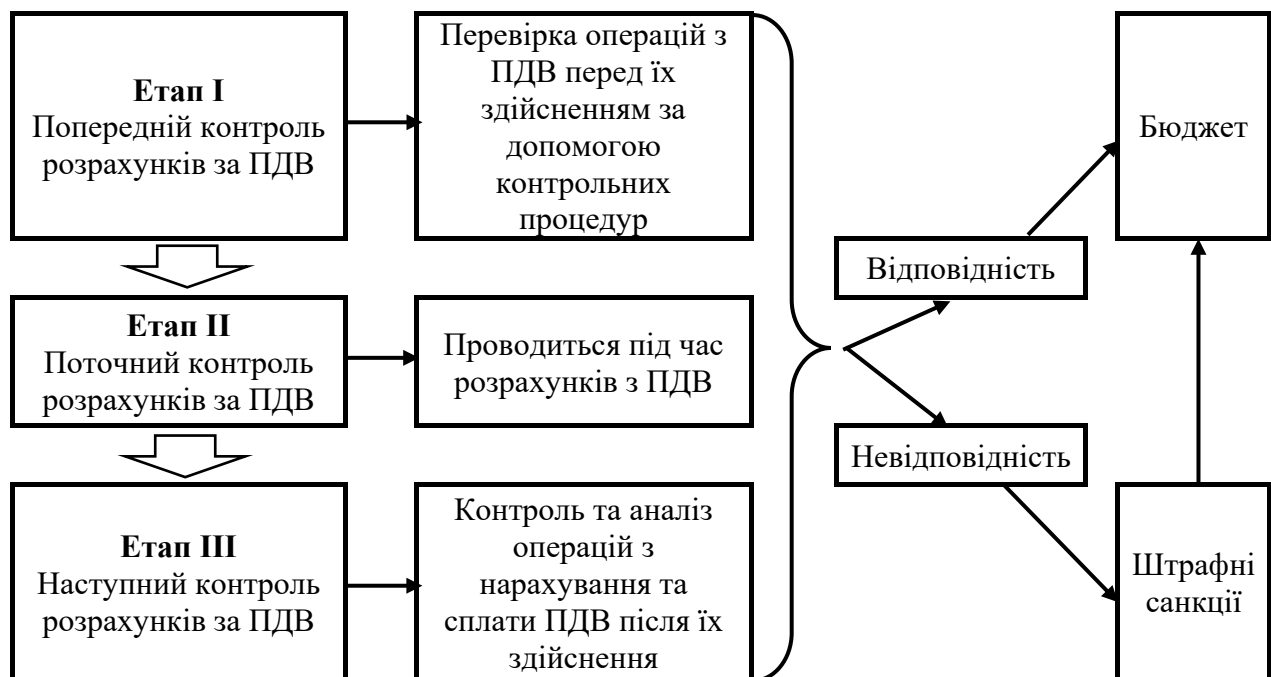 Етап І
Попередній контроль
розрахунків за ПДВ
Перевірка операцій з
ПДВ перед їх
здійсненням за
допомогою
контрольних
процедур
Бюджет
Відповідність
Етап ІІ
Поточний контроль
розрахунків за ПДВ
Проводиться під час
розрахунків з ПДВ
Невідповідність
Етап ІІІ
Наступний контроль
розрахунків за ПДВ
Контроль та аналіз
операцій з
нарахування та
сплати ПДВ після їх
здійснення
Штрафні
санкції